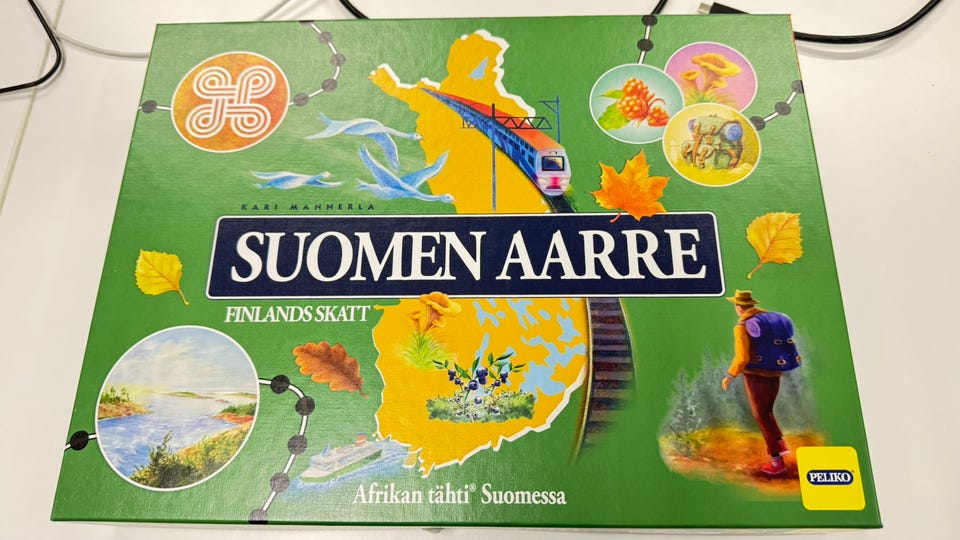 KARI MANNERLA
SUOMEN AARRE
FINLANDS SKATT
Afrikan tähti® Suomessa
PELIKO